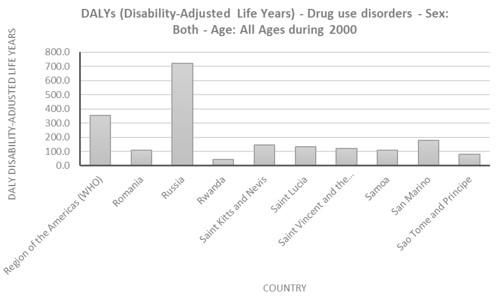 DALYs (Disability-Adjusted Life Years) - Drug use disorders - Sex:
Both - Age: All Ages during 2000
DALY DISABILITY-ADJUSTED LIFE YEARS
800.0
700.0
600.0
500.0
400.0
300.0
200.0
100.0
0.0
Region of the Americas (WHO)
Romania
Russia
Rwanda
Saint Kitts and Nevis
Saint Lucia
Saint Vincent and the...
Samoa
San Marino
Sao Tome and Principe
COUNTRY